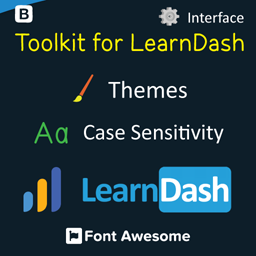 B
Interface
Toolkit for LearnDash
Themes
Aa Case Sensitivity
LearnDash
Font Awesome